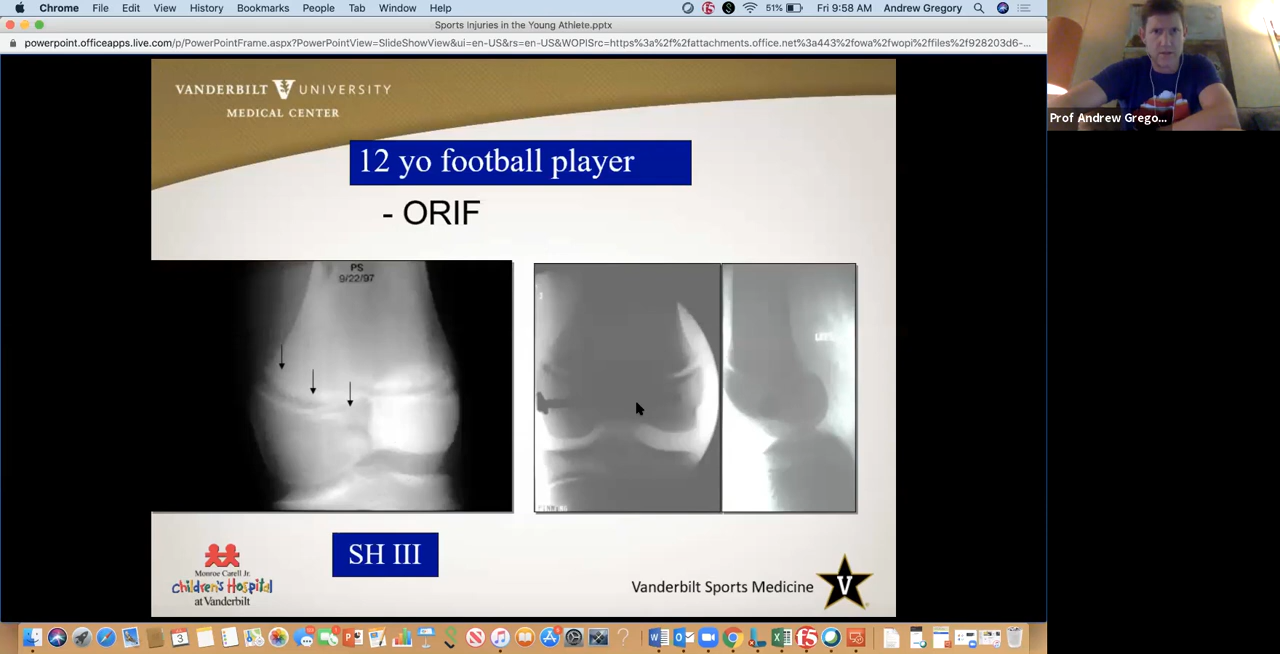 Chrome File Edit View History Bookmarks People Tab Window Help 51% Fri 9:58 AM Andrew Gregory
Sports Injuries in the Young Athlete.pptx
powerpoint.officeapps.live.com/p/PowerPointFrame.aspx?PowerPointView=SlideShowView&ui=en-US&rs=en-US&WOPISrc=https%3a%2f%2fattachments.office.net%3a443%2fowa%2fwopi%2ffiles%2f928203d6-...
VANDERBILT V UNIVERSITY
MEDICAL CENTER
12 yo football player
- ORIF
PS
9/22/97
SH III
Monroe Carell Jr.
Children's Hospital
at Vanderbilt
Vanderbilt Sports Medicine
V
Prof Andrew Grego...